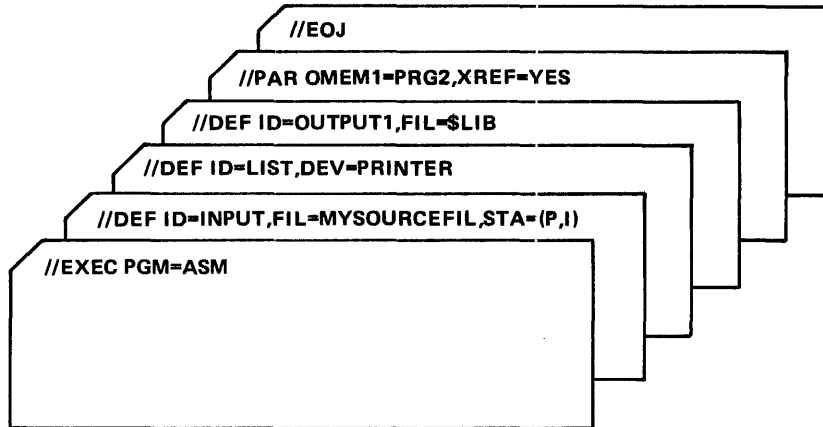 //EOJ
//PAR OMEM1=PRG2,XREF=YES
//DEF ID=OUTPUT1,FIL=$LIB
//DEF ID=LIST,DEV=PRINTER
//DEF ID=INPUT,FIL=MYSOURCEFIL,STA=(P,I)
//EXEC PGM=ASM